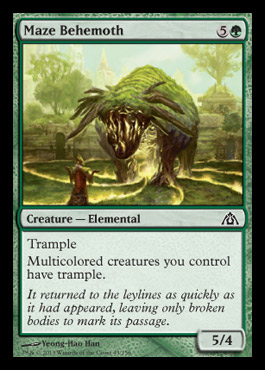 Maze Behemoth 5
Creature — Elemental
Trample
Multicolored creatures you control
have trample.
It returned to the leylines as quickly as
it had appeared, leaving only broken
bodies to mark its passage.
5/4
Yeong-Hao Han